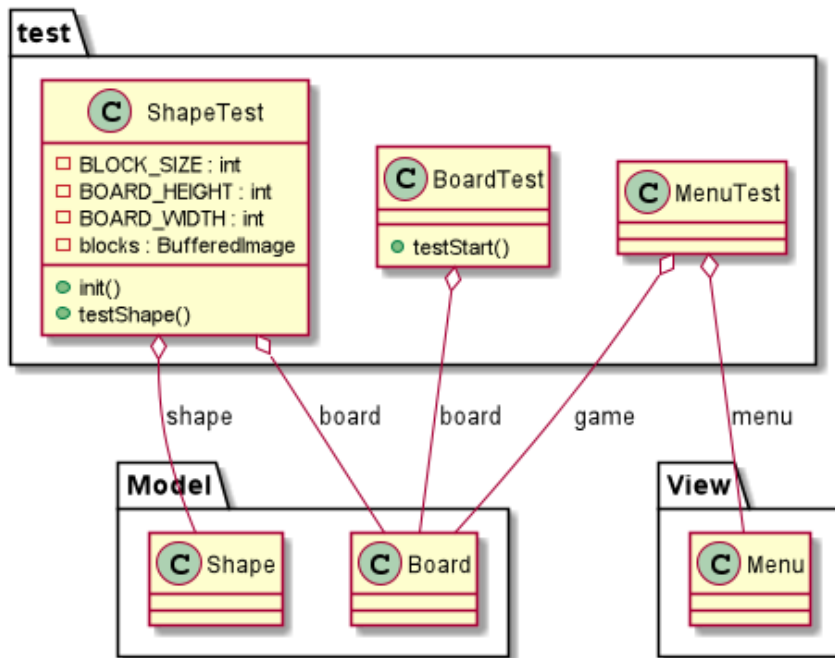 test
C ShapeTest
BLOCK_SIZE : int
BOARD_HEIGHT : int
BOARD_WIDTH : int
blocks : BufferedImage
init()
testShape()
C BoardTest
testStart()
C MenuTest
shape
board
board
game
menu
Model
C Shape
C Board
View
C Menu